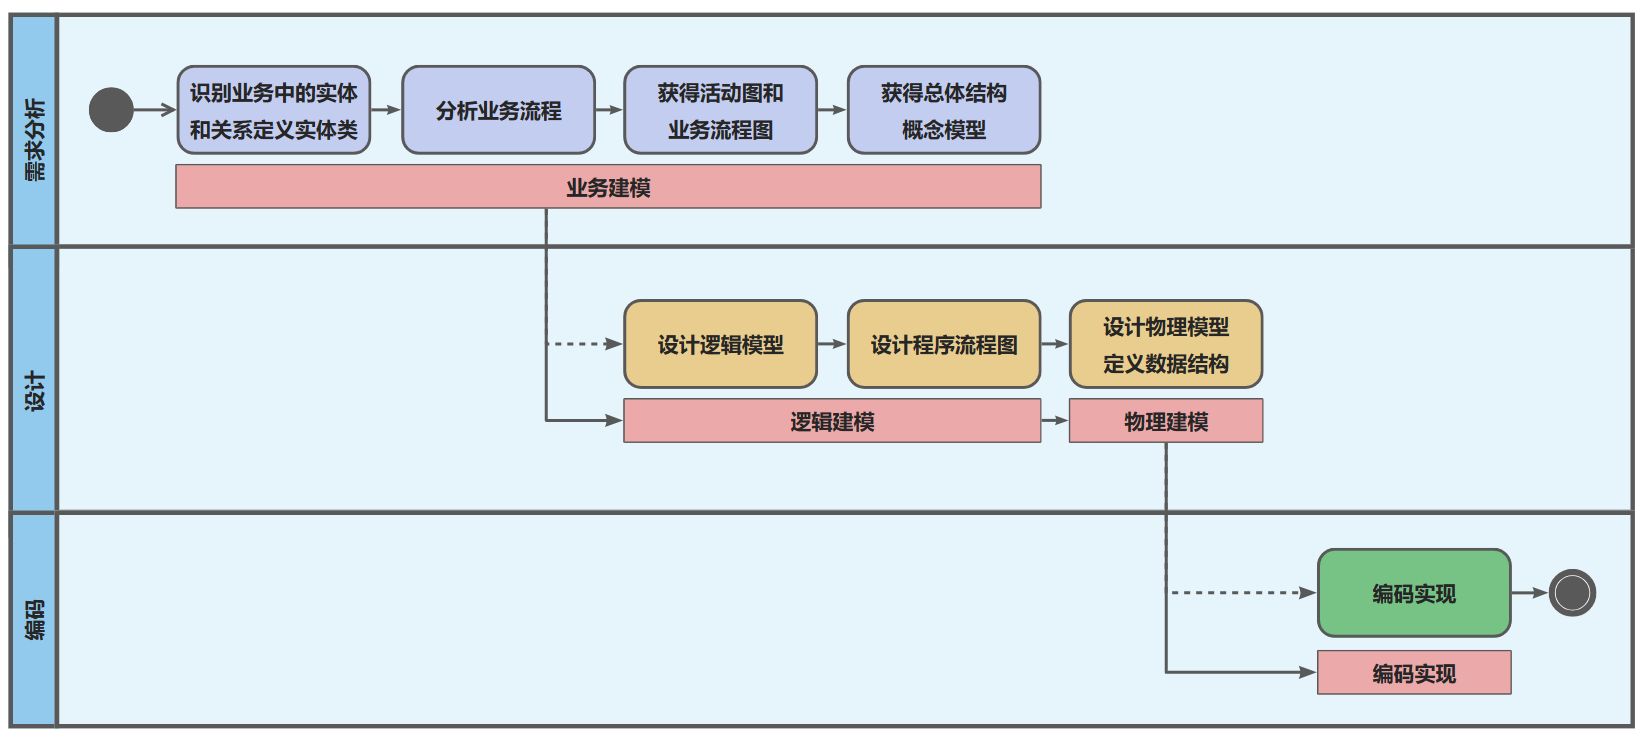 需求分析
识别业务中的实体
和关系定义实体类
分析业务流程
获得活动图和
业务流程图
获得总体结构
概念模型
业务建模
设计
设计逻辑模型
设计程序流程图
设计物理模型
定义数据结构
逻辑建模
物理建模
编码
编码实现
编码实现